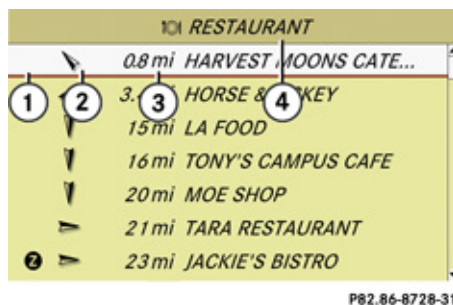 RESTAURANT
0.8 mi HARVEST MOONS CATE...
1 2 3 4
3. HORSE & KEY
15 mi LA FOOD
16 mi TONY'S CAMPUS CAFE
20 mi MOE SHOP
21 mi TARA RESTAURANT
Z 23 mi JACKIE'S BISTRO
P82.86-8728-31